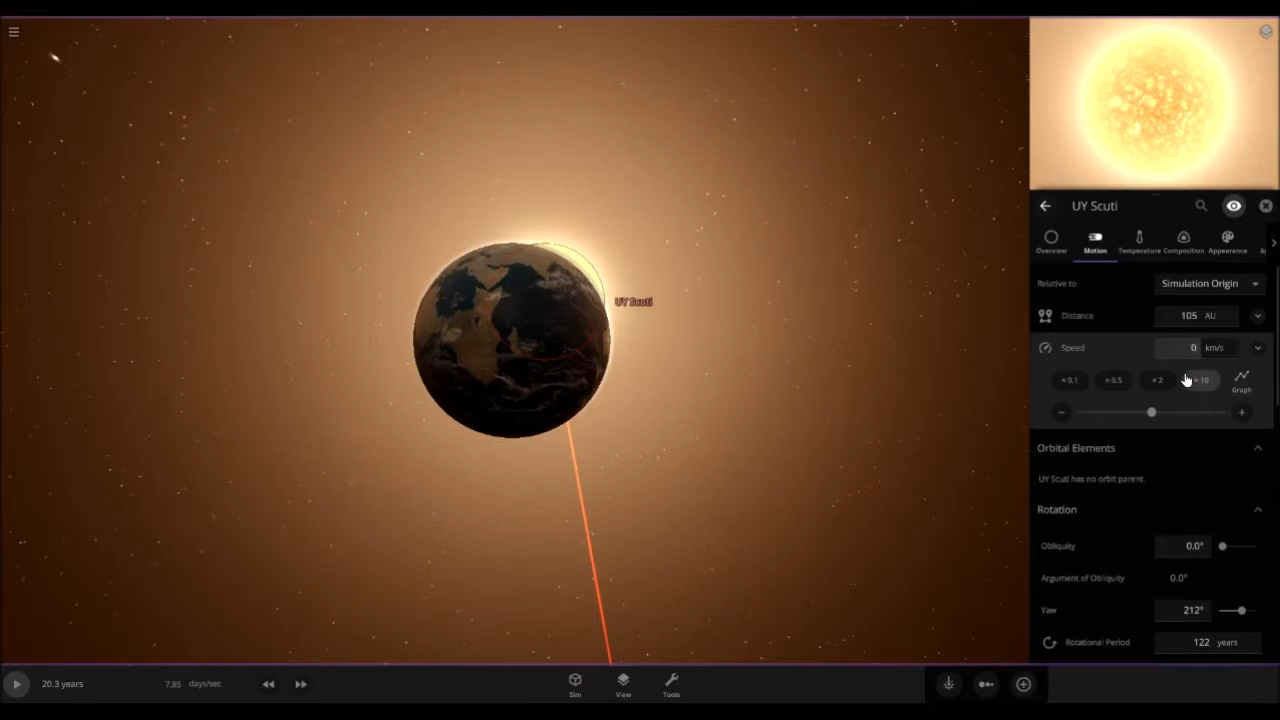 UY Scuti
UY Scuti
Overview
Motion
Temperature
Composition
Appearance
Relative to
Simulation Origin
Distance
105 AU
Speed
0 km/s
× 0.1
× 0.5
× 2
× 10
Graph
Orbital Elements
UY Scuti has no orbit parent.
Rotation
Obliquity
0.0°
Argument of Obliquity
0.0°
Yaw
212°
Rotational Period
122 years
20.3 years
7.85 days/sec
Sim
View
Tools